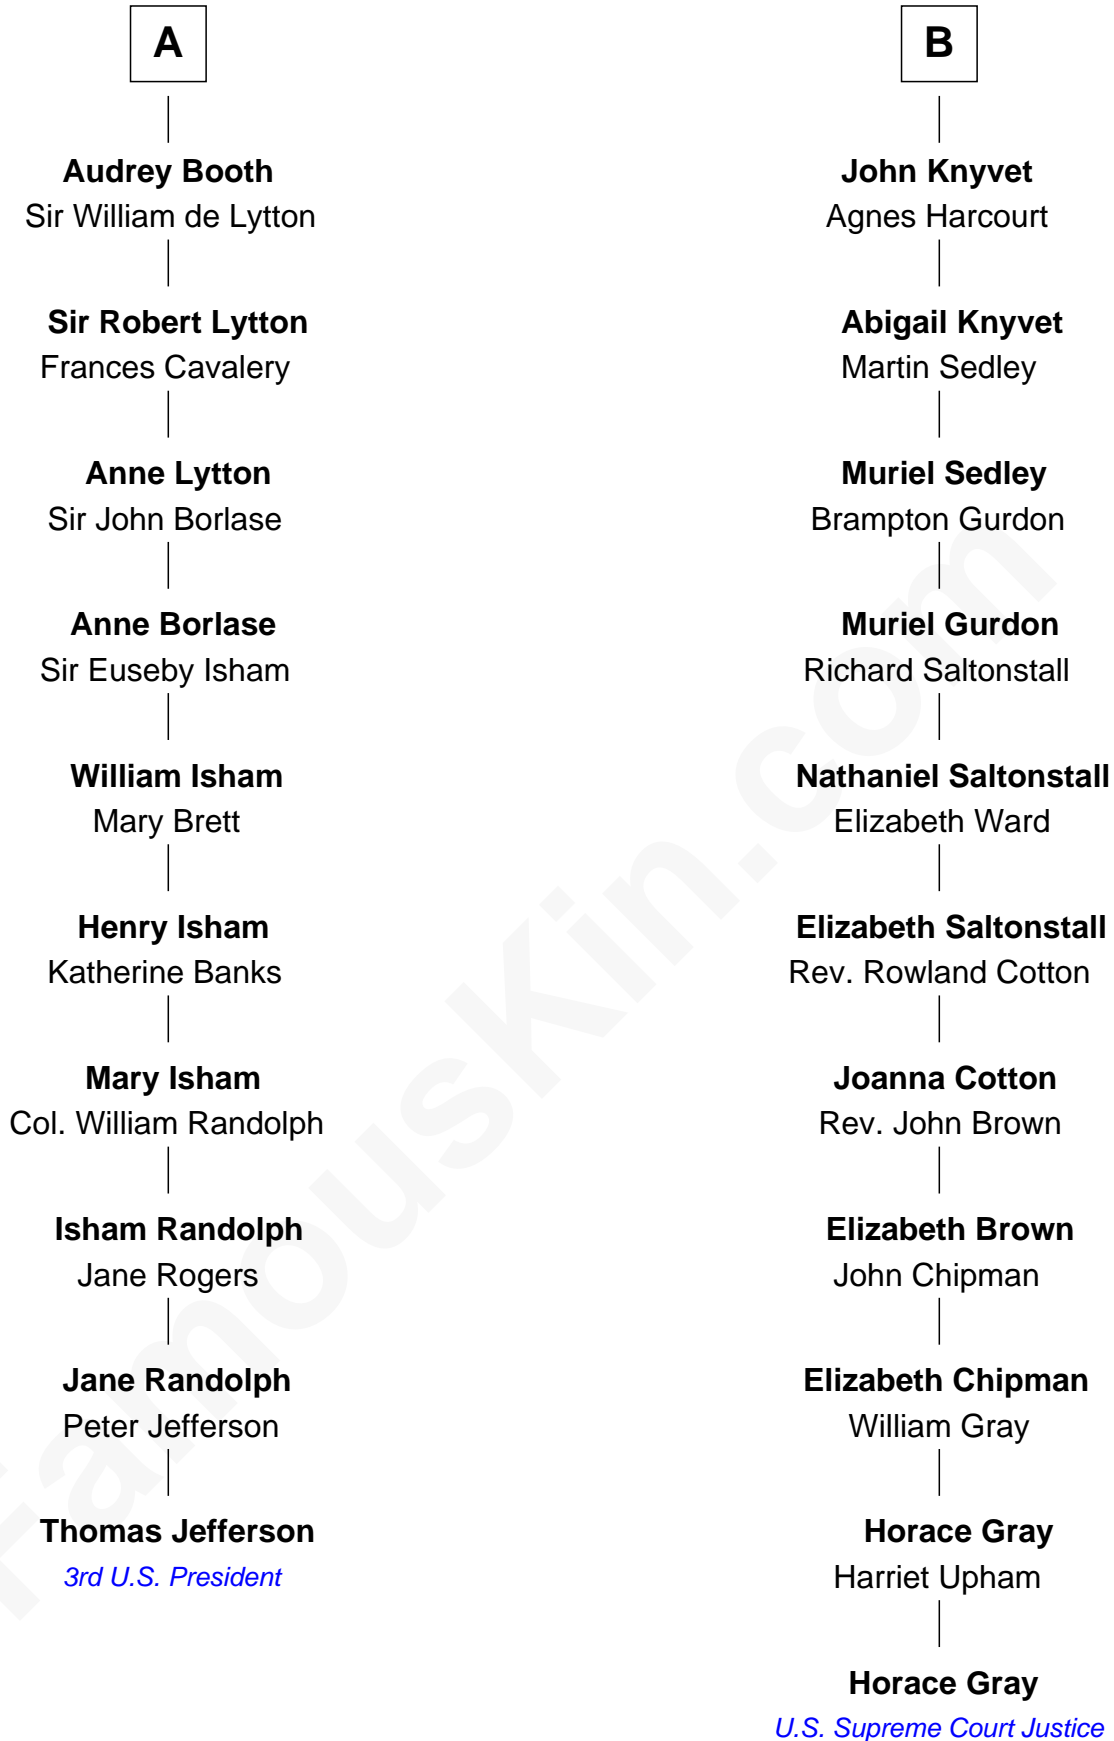 A
Audrey Booth
Sir William de Lytton
Sir Robert Lytton
Frances Cavalery
Anne Lytton
Sir John Borlase
Anne Borlase
Sir Euseby Isham
William Isham
Mary Brett
Henry Isham
Katherine Banks
Mary Isham
Col. William Randolph
Isham Randolph
Jane Rogers
Jane Randolph
Peter Jefferson
Thomas Jefferson
3rd U.S. President
B
John Knyvet
Agnes Harcourt
Abigail Knyvet
Martin Sedley
Muriel Sedley
Brampton Gurdon
Muriel Gurdon
Richard Saltonstall
Nathaniel Saltonstall
Elizabeth Ward
Elizabeth Saltonstall
Rev. Rowland Cotton
Joanna Cotton
Rev. John Brown
Elizabeth Brown
John Chipman
Elizabeth Chipman
William Gray
Horace Gray
Harriet Upham
Horace Gray
U.S. Supreme Court Justice
FamousKin.com